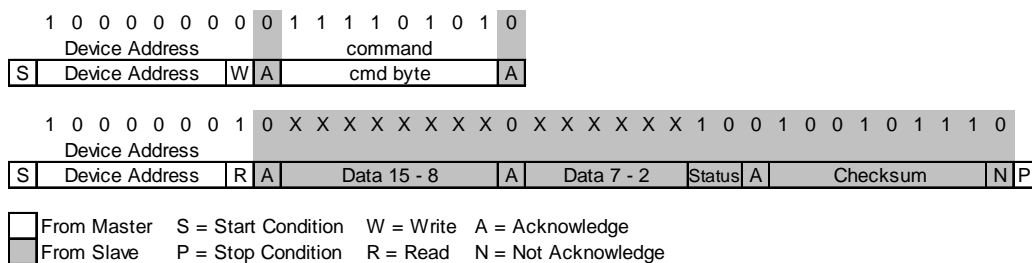 1 0 0 0 0 0 0 0 0 1 1 1 1 0 1 0 1 0
Device Address command
S Device Address W A cmd byte A
1 0 0 0 0 0 0 1 0 X X X X X X X X 0 X X X X X X 1 0 0 1 0 0 1 0 1 1 1 0
Device Address
S Device Address R A Data 15 - 8 A Data 7 - 2 Status A Checksum N P
From Master S = Start Condition W = Write A = Acknowledge
From Slave P = Stop Condition R = Read N = Not Acknowledge